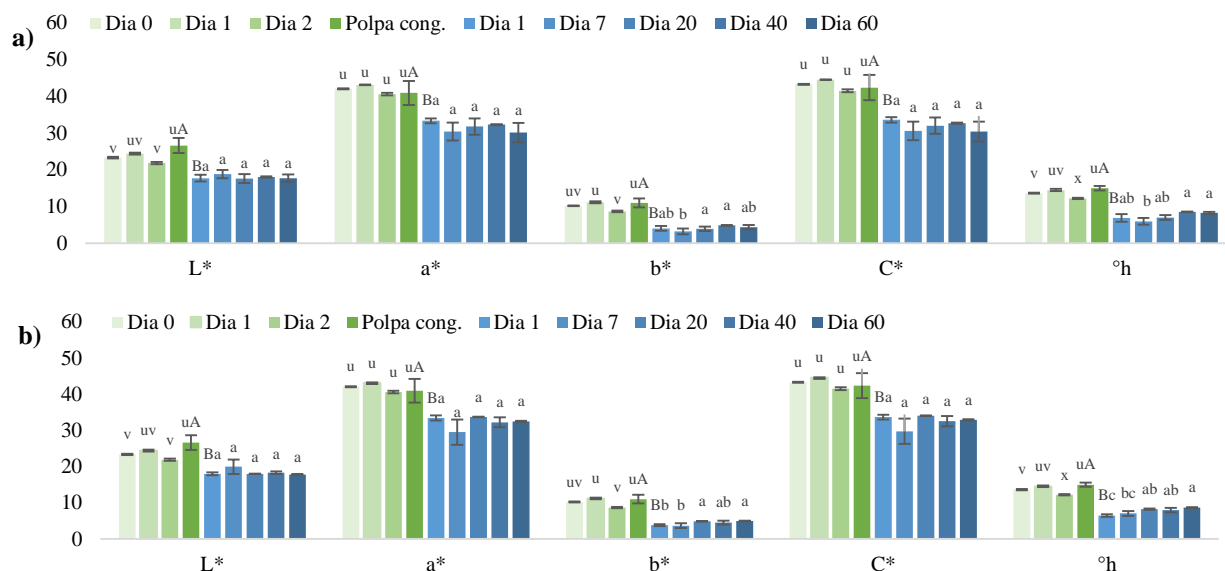 a)
60
Dia 0 Dia 1 Dia 2 Polpa cong. Dia 1 Dia 7 Dia 20 Dia 40 Dia 60
50
40
30
20
10
0
v uv v uA Ba a a a a
u u u uA Ba a a a a
uv u v uA Bab b a a ab
u u u uA Ba a a a a
v uv x uA Bab b ab a a
L* a* b* C* °h
b)
60
Dia 0 Dia 1 Dia 2 Polpa cong. Dia 1 Dia 7 Dia 20 Dia 40 Dia 60
50
40
30
20
10
0
v uv v uA Ba a a a a
u u u uA Ba a a a a
uv u v uA Bb b a ab a
u u u uA Ba a a a a
v uv x uA Bc bc ab ab a
L* a* b* C* °h